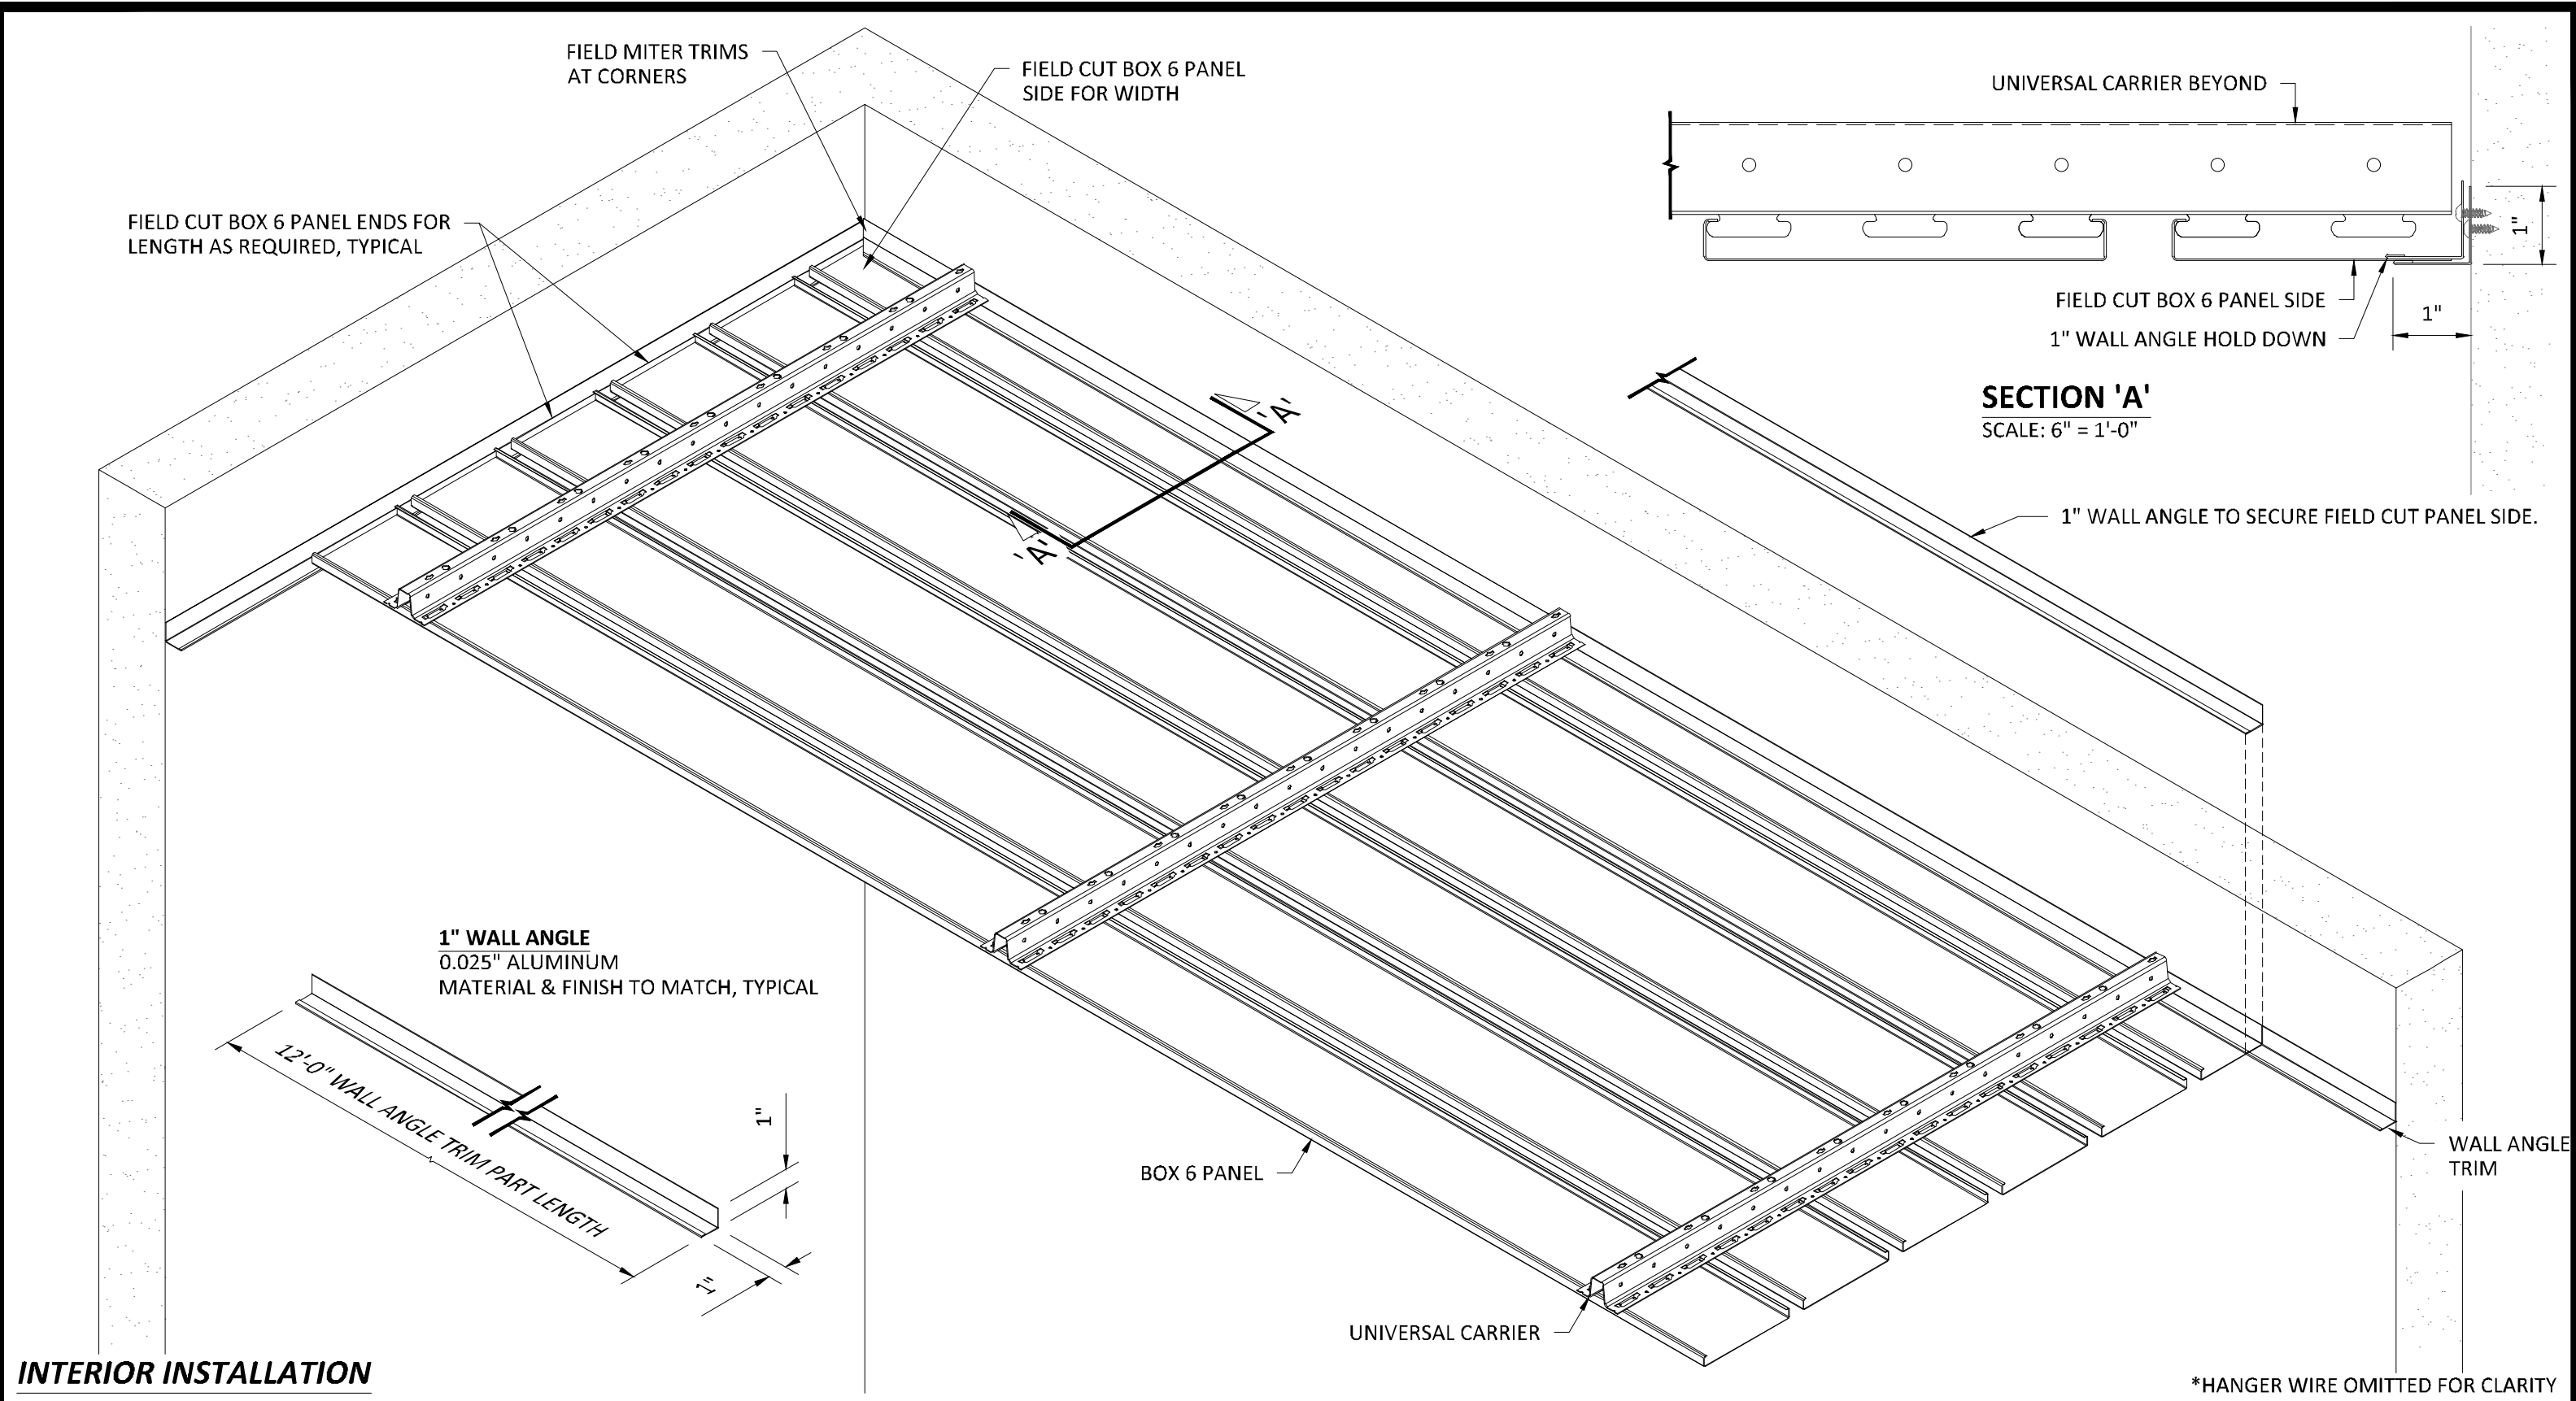 FIELD MITER TRIMS
AT CORNERS
FIELD CUT BOX 6 PANEL
SIDE FOR WIDTH
FIELD CUT BOX 6 PANEL ENDS FOR
LENGTH AS REQUIRED, TYPICAL
UNIVERSAL CARRIER BEYOND
1"
FIELD CUT BOX 6 PANEL SIDE
1"
1" WALL ANGLE HOLD DOWN
SECTION 'A'
SCALE: 6" = 1'-0"
'A'
'A'
1" WALL ANGLE TO SECURE FIELD CUT PANEL SIDE.
1" WALL ANGLE
0.025" ALUMINUM
MATERIAL & FINISH TO MATCH, TYPICAL
12'-0" WALL ANGLE TRIM PART LENGTH
1"
1"
BOX 6 PANEL
WALL ANGLE
TRIM
UNIVERSAL CARRIER
INTERIOR INSTALLATION
*HANGER WIRE OMITTED FOR CLARITY